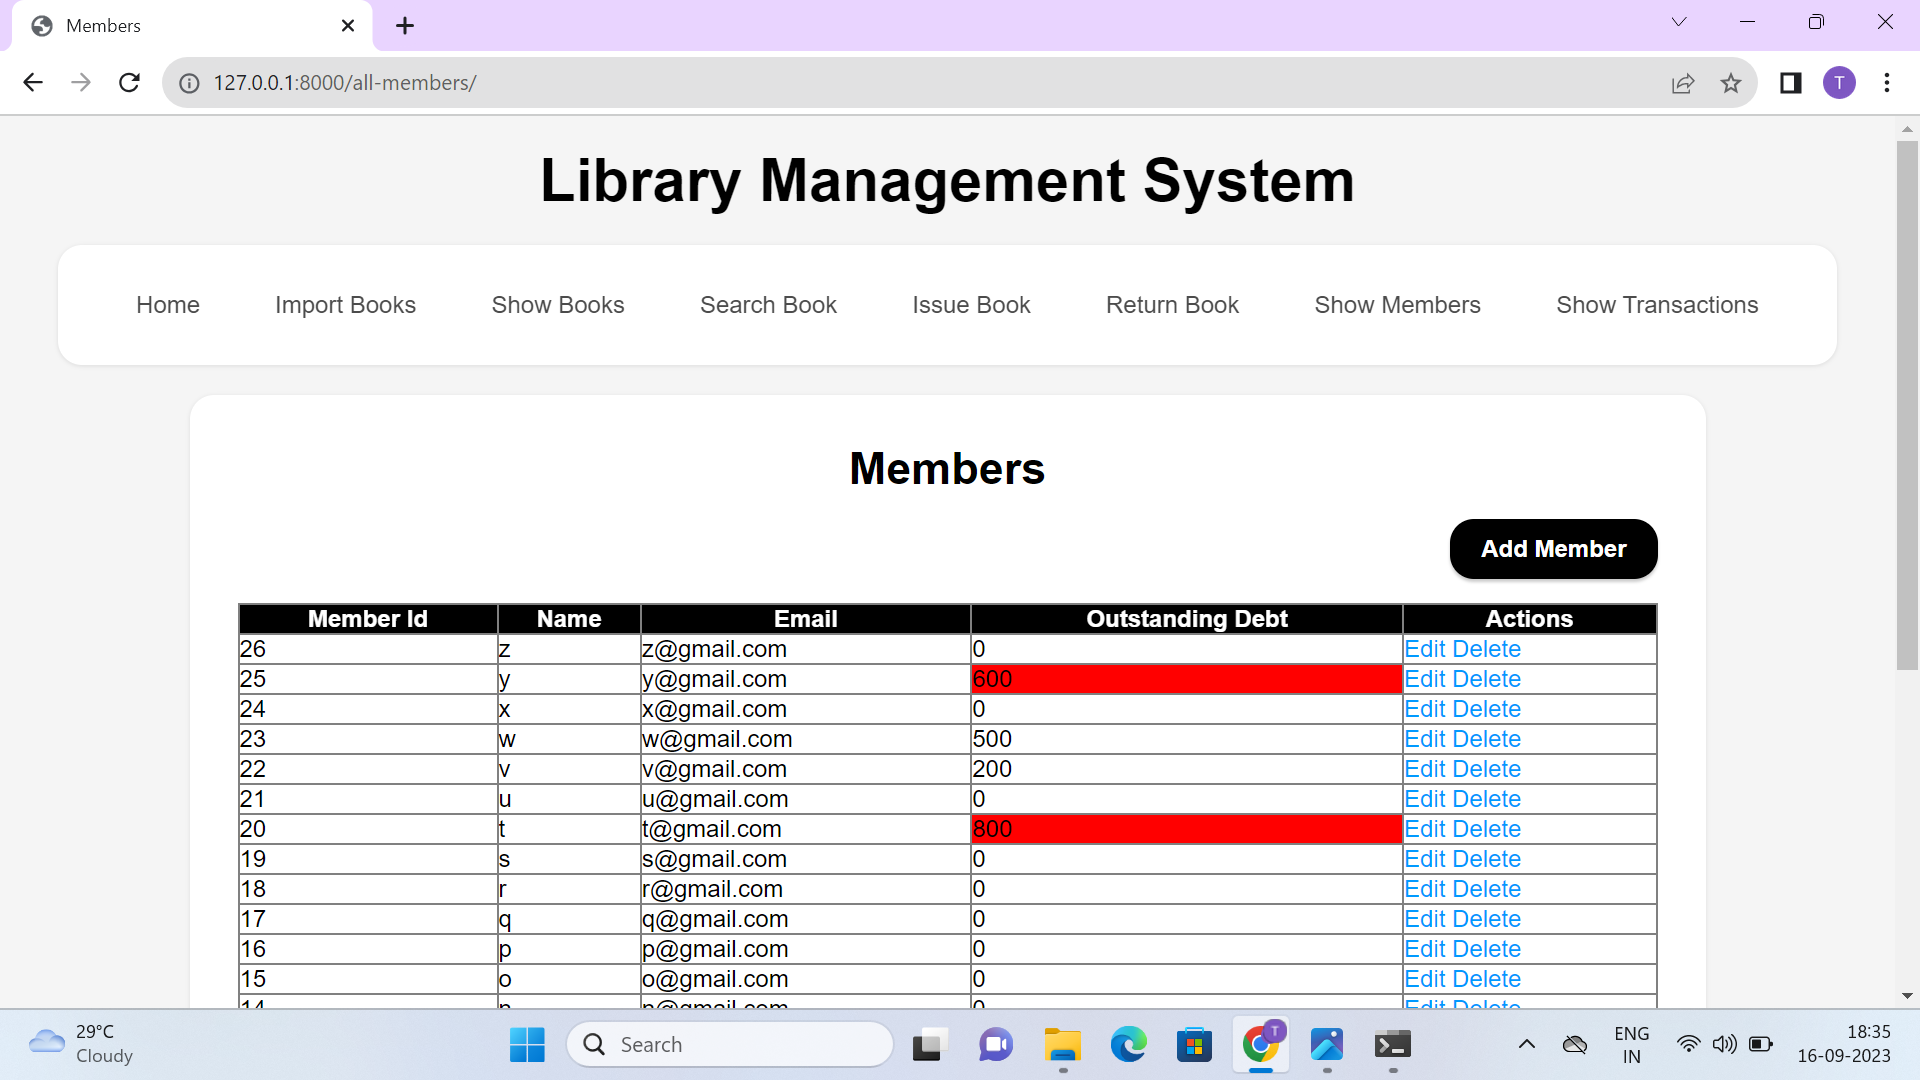 Members
127.0.0.1:8000/all-members/
T
Library Management System
Home Import Books Show Books Search Book Issue Book Return Book Show Members Show Transactions
Members
Add Member
Member Id Name Email Outstanding Debt Actions
26 z z@gmail.com 0 Edit Delete
25 y y@gmail.com 600 Edit Delete
24 x x@gmail.com 0 Edit Delete
23 w w@gmail.com 500 Edit Delete
22 v v@gmail.com 200 Edit Delete
21 u u@gmail.com 0 Edit Delete
20 t t@gmail.com 800 Edit Delete
19 s s@gmail.com 0 Edit Delete
18 r r@gmail.com 0 Edit Delete
17 q q@gmail.com 0 Edit Delete
16 p p@gmail.com 0 Edit Delete
15 o o@gmail.com 0 Edit Delete
14 n n@gmail.com 0 Edit Delete
29°C
Cloudy
Search
T
ENG
IN
18:35
16-09-2023